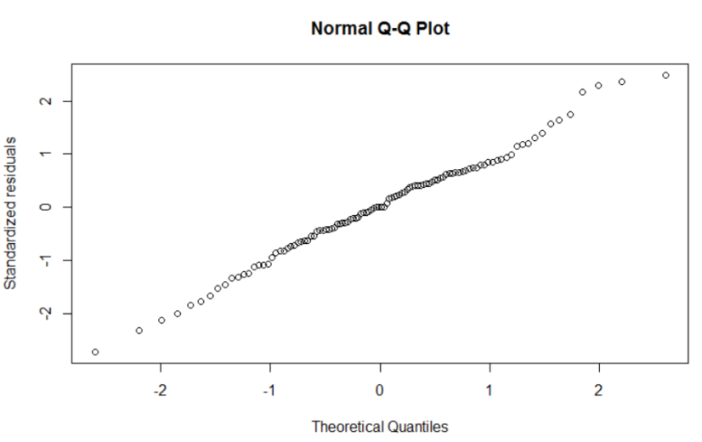 Normal Q-Q Plot
2
1
0
-1
-2
Standardized residuals
-2 -1 0 1 2
Theoretical Quantiles